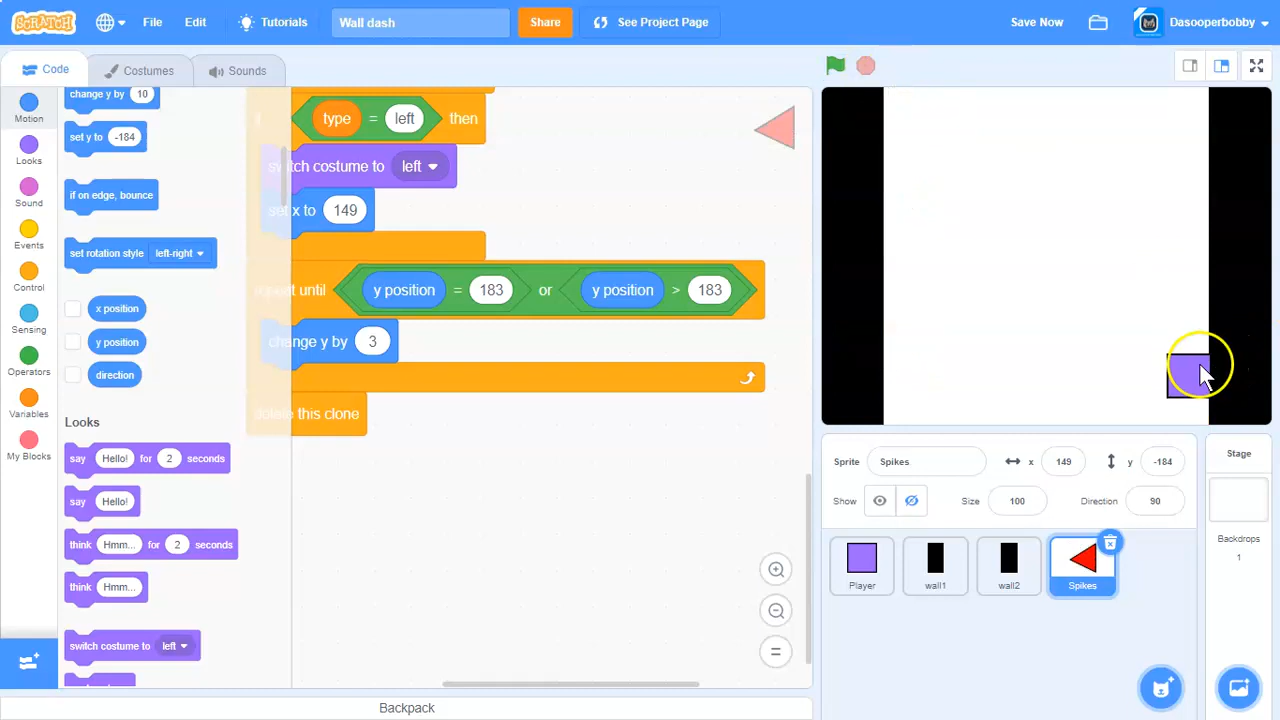 SCRATCH File Edit Tutorials Wall dash Share See Project Page Save Now Dasooperbobby
Code Costumes Sounds
Motion
Looks
Sound
Events
Control
Sensing
Operators
Variables
My Blocks
change y by 10
set y to -184
if on edge, bounce
set rotation style left-right
x position
y position
direction
Looks
say Hello! for 2 seconds
say Hello!
think Hmm... for 2 seconds
think Hmm...
switch costume to left
type = left then
switch costume to left
set x to 149
repeat until y position = 183 or y position > 183
change y by 3
delete this clone
Backpack
Sprite Spikes x 149 y -184
Show Size 100 Direction 90
Player wall1 wall2 Spikes
Stage
Backdrops
1